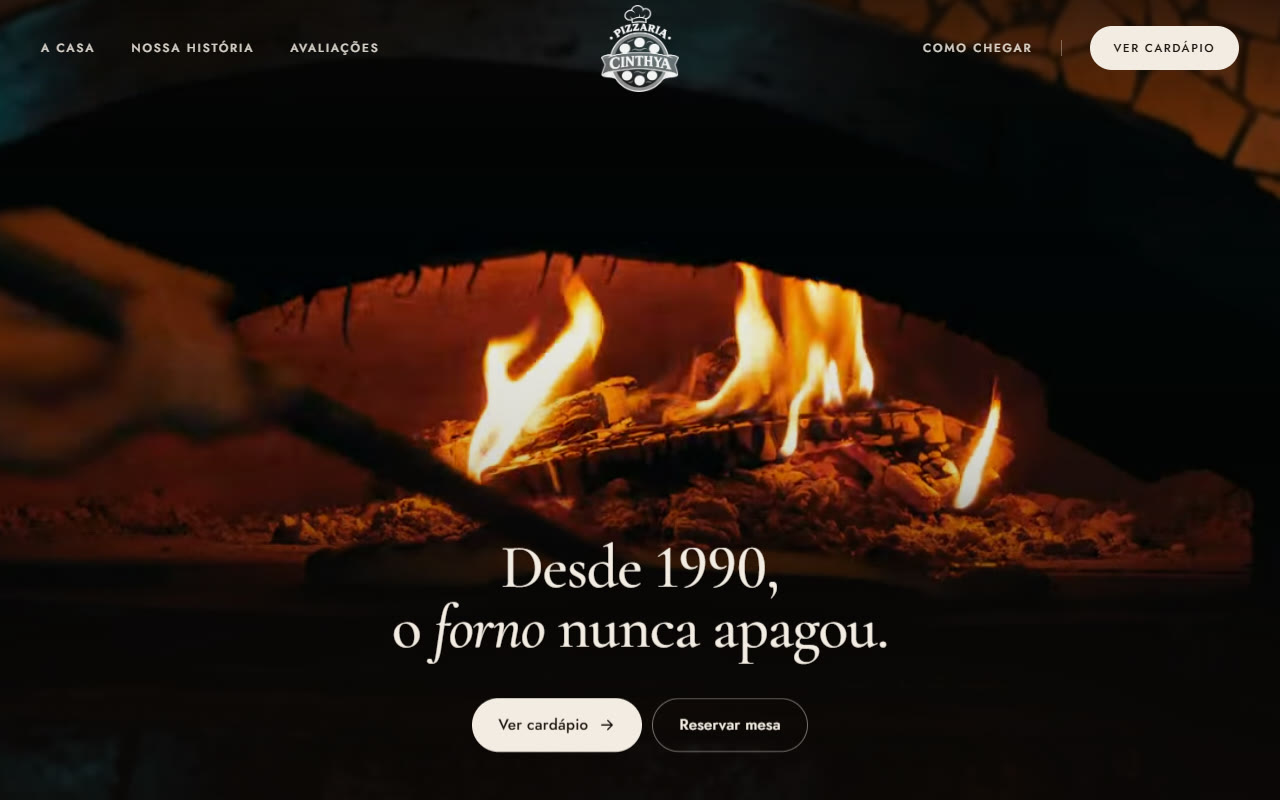 A CASA
NOSSA HISTÓRIA
AVALIAÇÕES
PIZZARIA
CINTHYA
COMO CHEGAR
VER CARDÁPIO
Desde 1990,
o forno nunca apagou.
Ver cardápio →
Reservar mesa